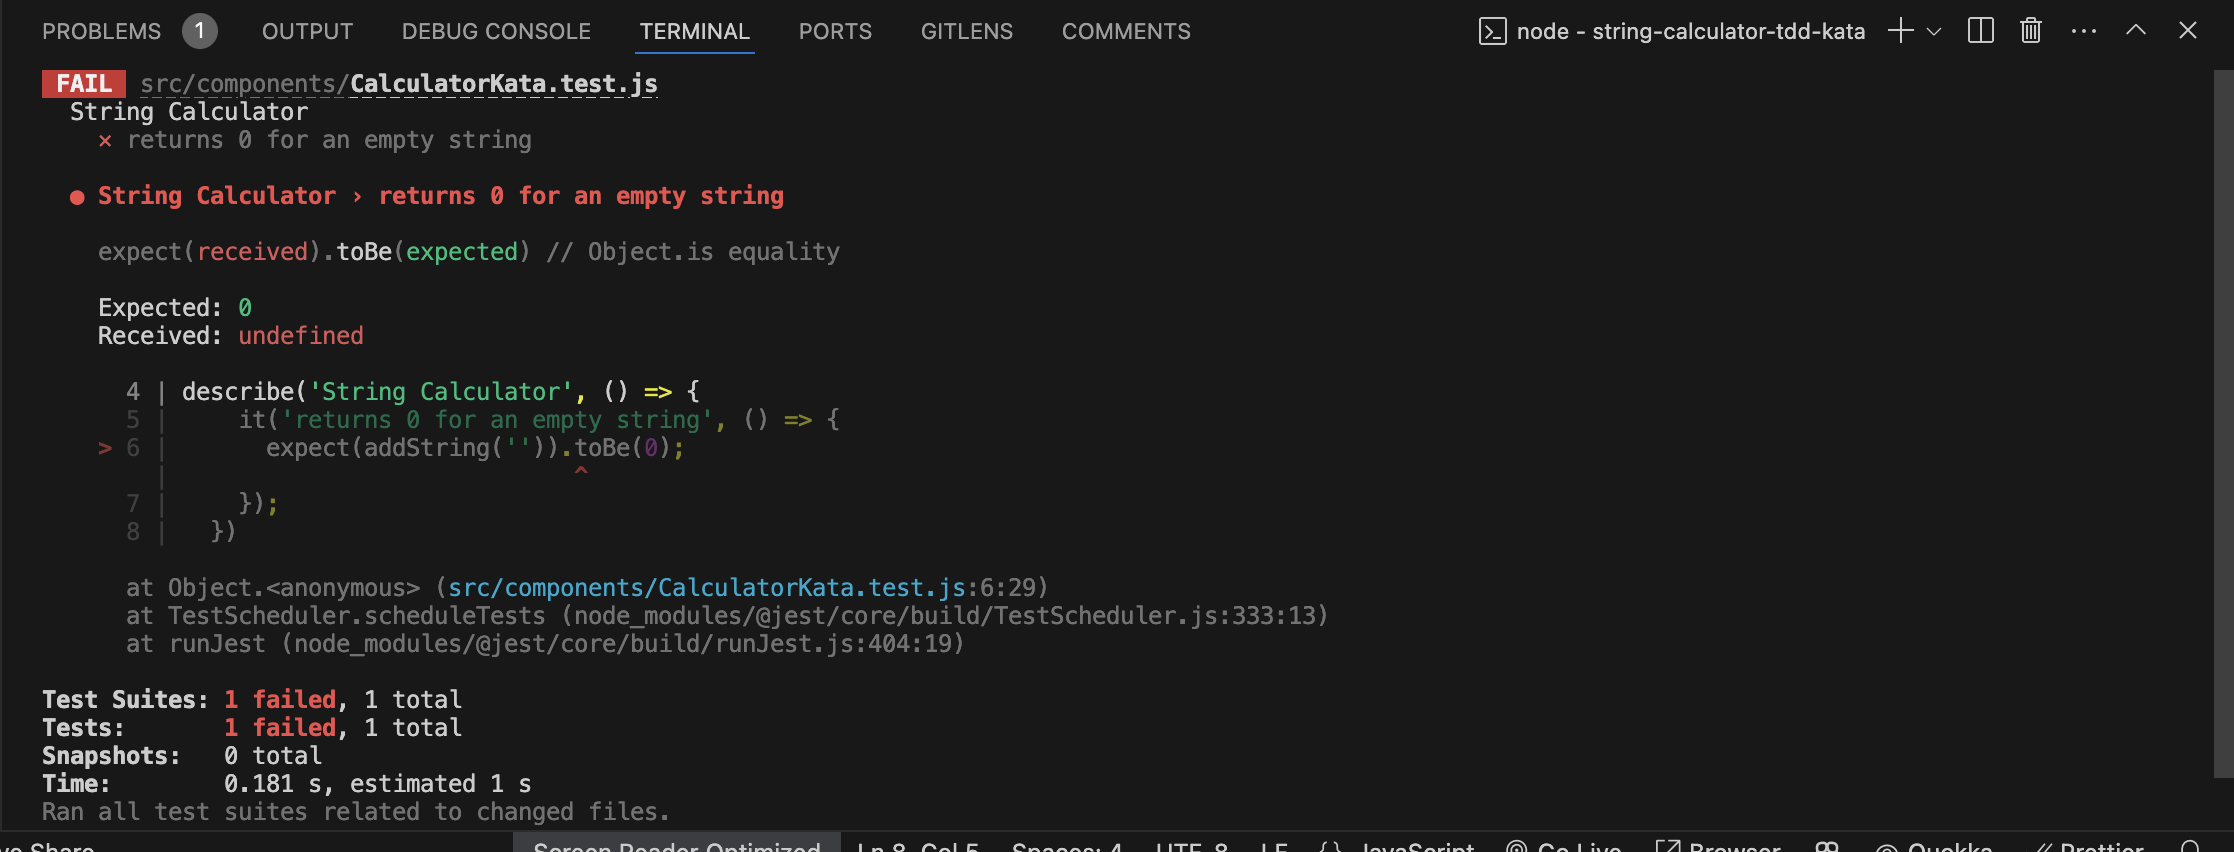 PROBLEMS 1 OUTPUT DEBUG CONSOLE TERMINAL PORTS GITLENS COMMENTS node - string-calculator-tdd-kata
FAIL src/components/CalculatorKata.test.js
String Calculator
✕ returns 0 for an empty string
● String Calculator › returns 0 for an empty string
expect(received).toBe(expected) // Object.is equality
Expected: 0
Received: undefined
4 | describe('String Calculator', () => {
5 | it('returns 0 for an empty string', () => {
> 6 | expect(addString('')).toBe(0);
| ^
7 | });
8 | })
at Object.<anonymous> (src/components/CalculatorKata.test.js:6:29)
at TestScheduler.scheduleTests (node_modules/@jest/core/build/TestScheduler.js:333:13)
at runJest (node_modules/@jest/core/build/runJest.js:404:19)
Test Suites: 1 failed, 1 total
Tests: 1 failed, 1 total
Snapshots: 0 total
Time: 0.181 s, estimated 1 s
Ran all test suites related to changed files.
Share Screen Reader Optimized Ln 8, Col 5 Spaces: 4 UTF-8 LF {} JavaScript Go Live Browser Quokka Prettier